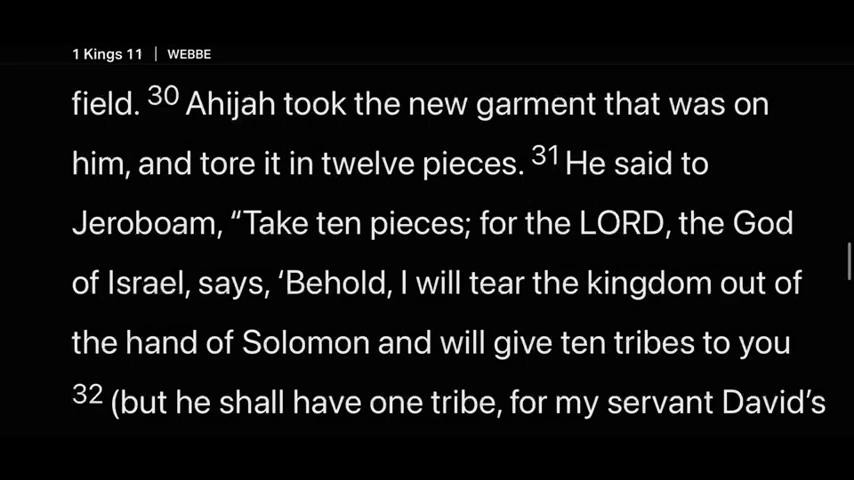 1 Kings 11 | WEBBE
field. 30 Ahijah took the new garment that was on
him, and tore it in twelve pieces. 31 He said to
Jeroboam, “Take ten pieces; for the LORD, the God
of Israel, says, ‘Behold, I will tear the kingdom out of
the hand of Solomon and will give ten tribes to you
32 (but he shall have one tribe, for my servant David’s